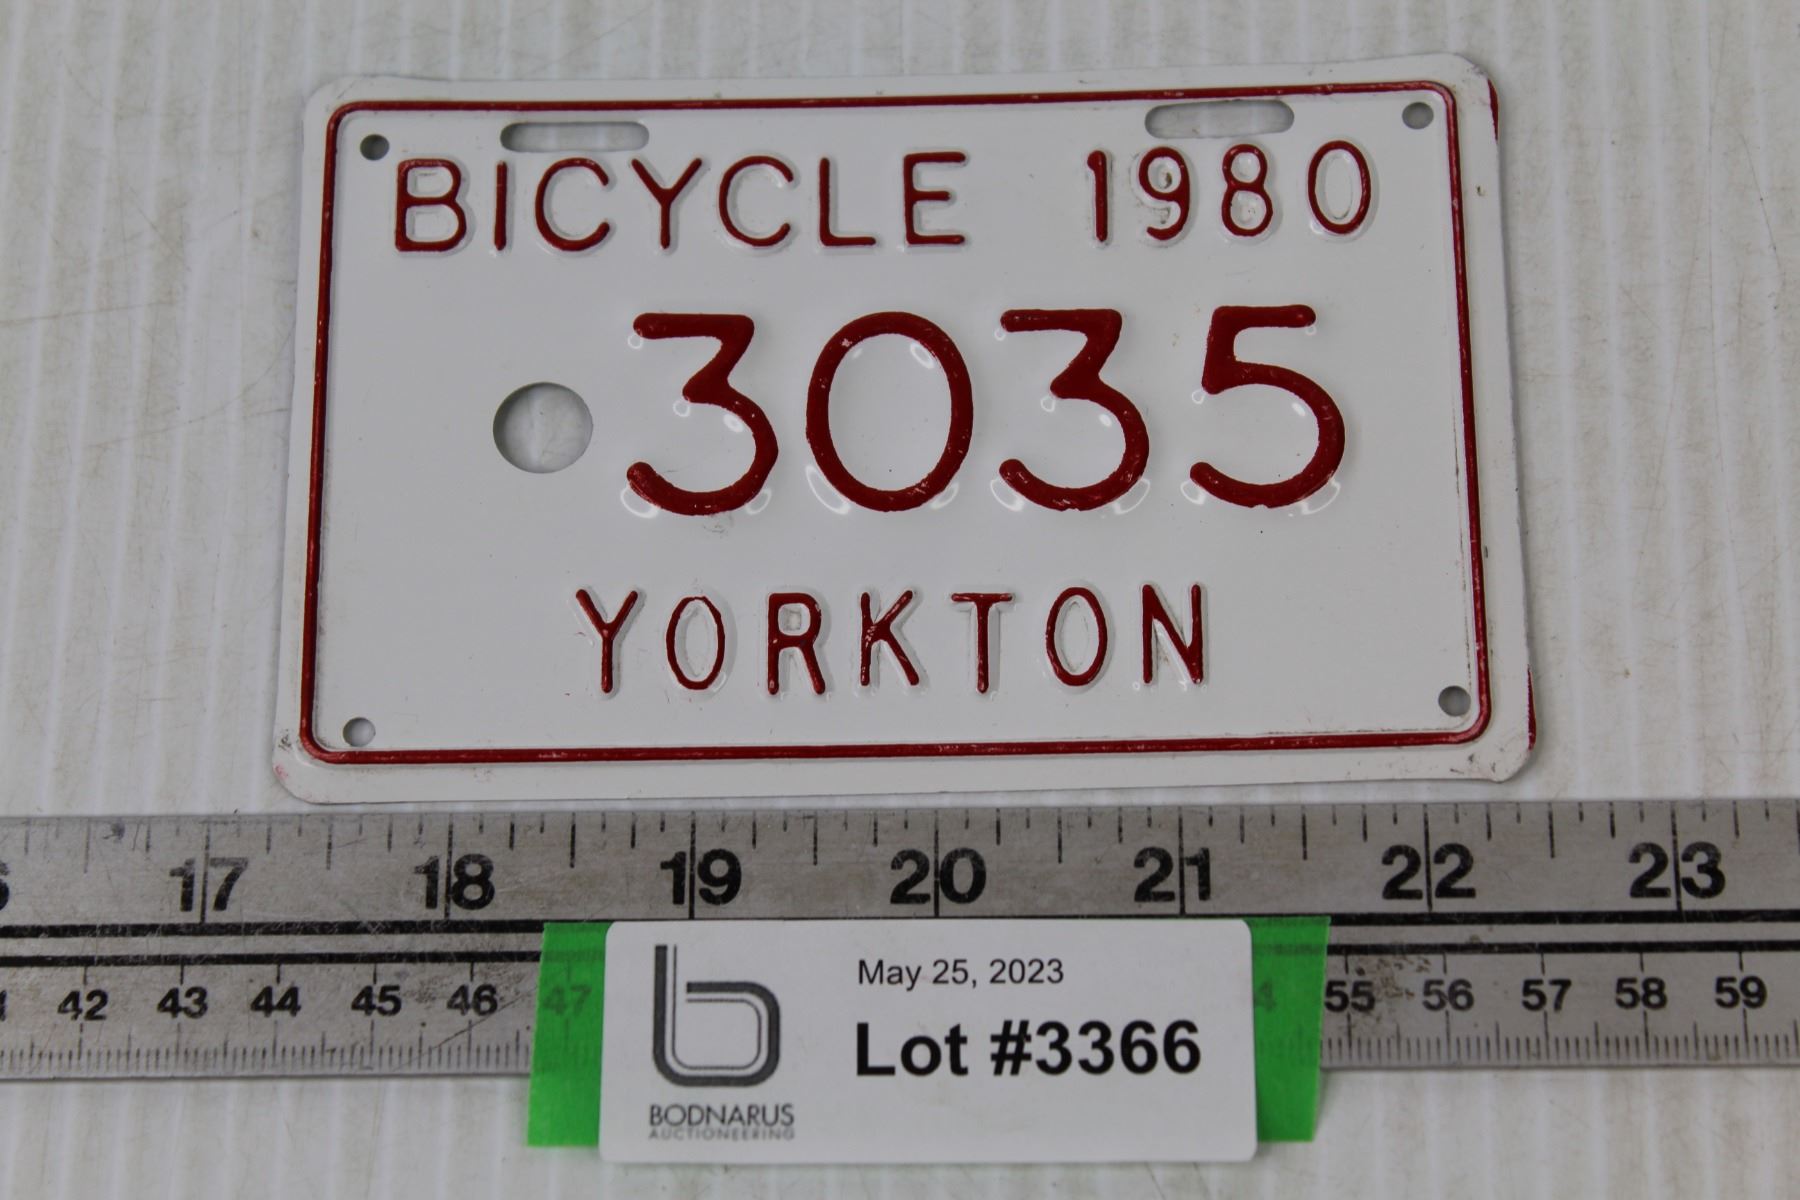 BICYCLE 1980
3035
YORKTON
17 18 19 20 21 22 23
42 43 44 45 46 47 55 56 57 58 59
May 25, 2023
Lot #3366
BODNARUS
AUCTIONEERING